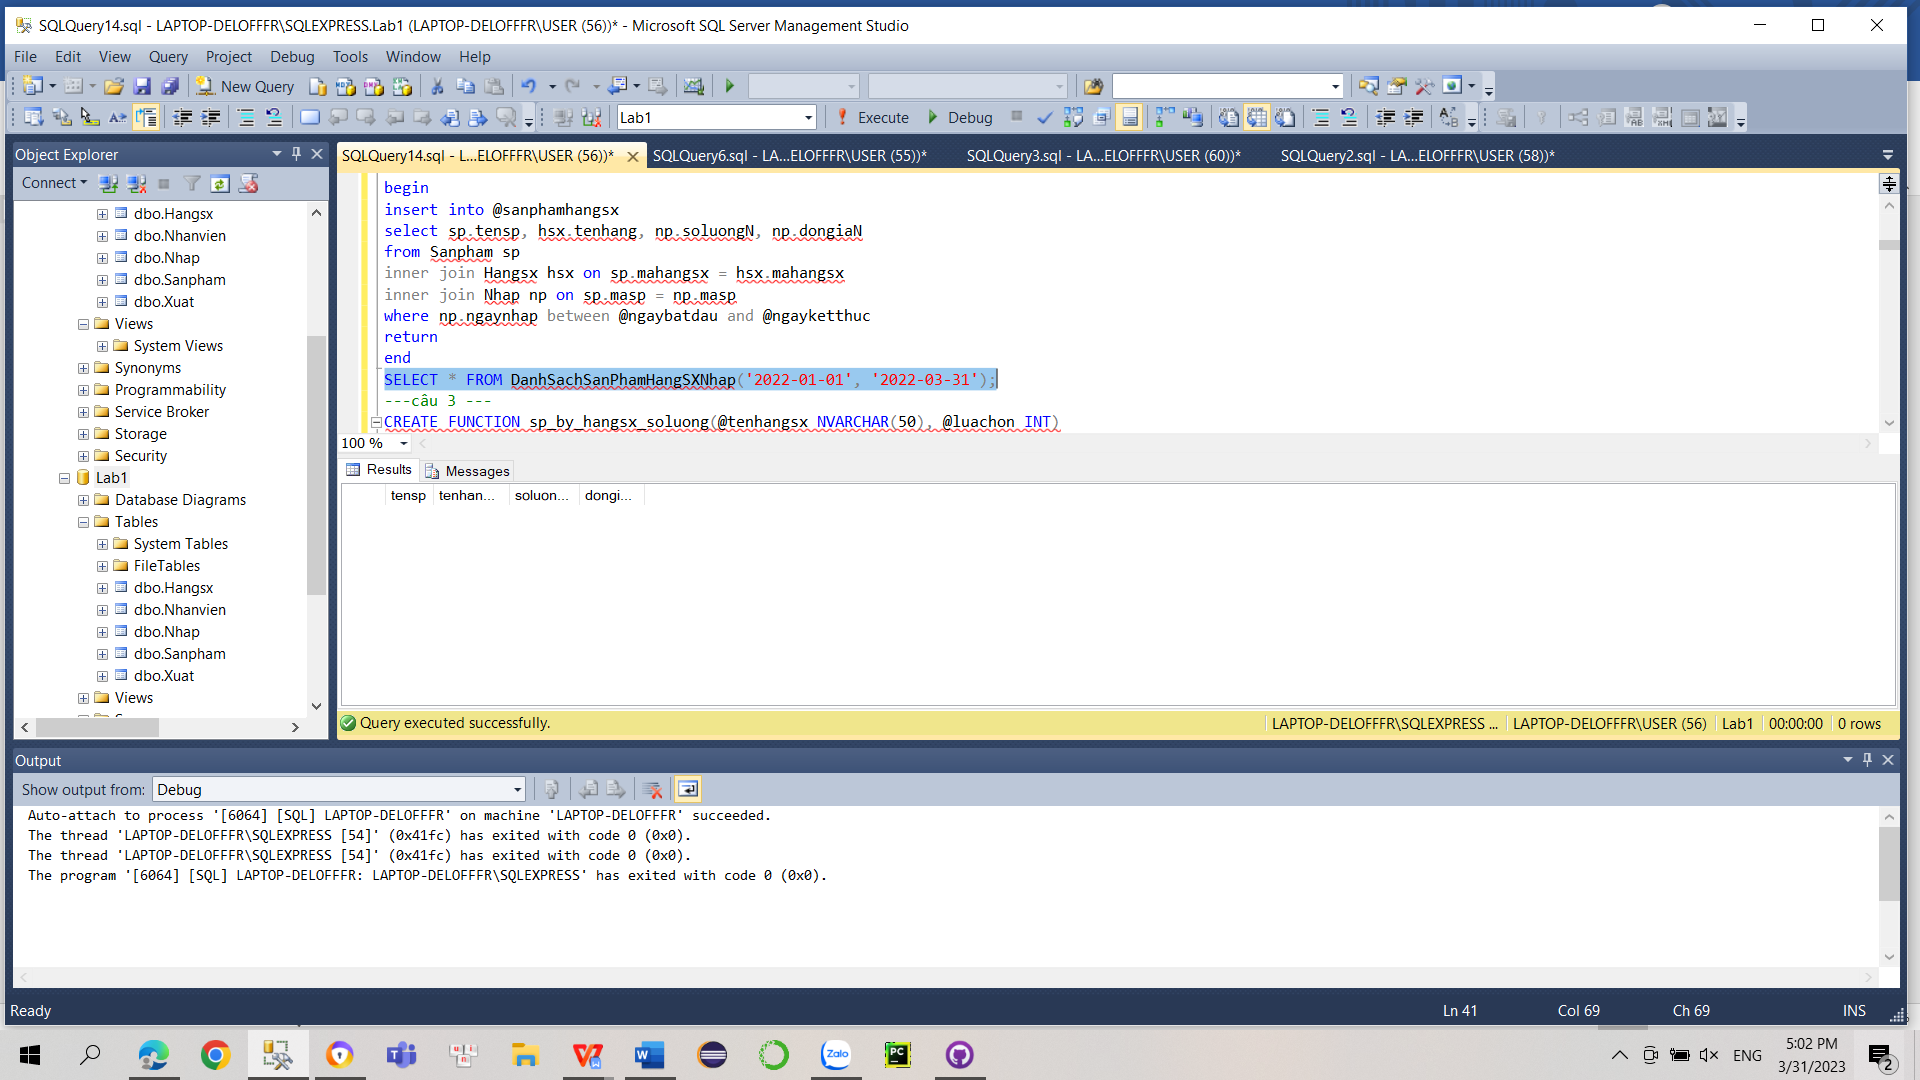 SQLQuery14.sql - LAPTOP-DELOFFFR\SQLEXPRESS.Lab1 (LAPTOP-DELOFFFR\USER (56))* - Microsoft SQL Server Management Studio
File Edit View Query Project Debug Tools Window Help
New Query
Lab1 Execute Debug
Object Explorer
Connect
dbo.Hangsx
dbo.Nhanvien
dbo.Nhap
dbo.Sanpham
dbo.Xuat
Views
System Views
Synonyms
Programmability
Service Broker
Storage
Security
Lab1
Database Diagrams
Tables
System Tables
FileTables
dbo.Hangsx
dbo.Nhanvien
dbo.Nhap
dbo.Sanpham
dbo.Xuat
Views
SQLQuery14.sql - L...ELOFFFR\USER (56))* SQLQuery6.sql - LA...ELOFFFR\USER (55))* SQLQuery3.sql - LA...ELOFFFR\USER (60))* SQLQuery2.sql - LA...ELOFFFR\USER (58))*
begin
insert into @sanphamhangsx
select sp.tensp, hsx.tenhang, np.soluongN, np.dongiaN
from Sanpham sp
inner join Hangsx hsx on sp.mahangsx = hsx.mahangsx
inner join Nhap np on sp.masp = np.masp
where np.ngaynhap between @ngaybatdau and @ngayketthuc
return
end
SELECT * FROM DanhSachSanPhamHangSXNhap('2022-01-01', '2022-03-31');
---câu 3 ---
CREATE FUNCTION sp_by_hangsx_soluong(@tenhangsx NVARCHAR(50), @luachon INT)
100 %
Results Messages
tensp tenhan... soluon... dongi...
Query executed successfully. LAPTOP-DELOFFFR\SQLEXPRESS ... LAPTOP-DELOFFFR\USER (56) Lab1 00:00:00 0 rows
Output
Show output from: Debug
Auto-attach to process '[6064] [SQL] LAPTOP-DELOFFFR' on machine 'LAPTOP-DELOFFFR' succeeded.
The thread 'LAPTOP-DELOFFFR\SQLEXPRESS [54]' (0x41fc) has exited with code 0 (0x0).
The thread 'LAPTOP-DELOFFFR\SQLEXPRESS [54]' (0x41fc) has exited with code 0 (0x0).
The program '[6064] [SQL] LAPTOP-DELOFFFR: LAPTOP-DELOFFFR\SQLEXPRESS' has exited with code 0 (0x0).
Ready Ln 41 Col 69 Ch 69 INS
Zalo
PC
ENG
5:02 PM
3/31/2023
2